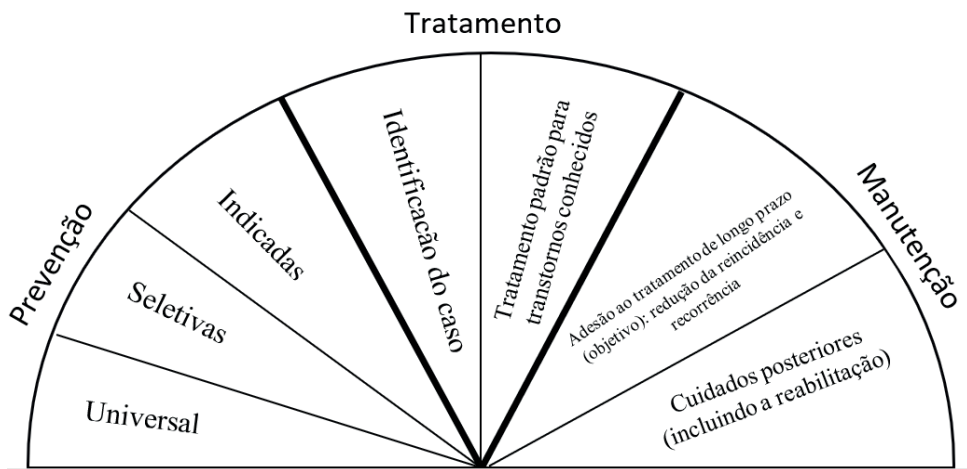 Tratamento
Prevenção
Manutenção
Universal
Seletivas
Indicadas
Identificação do caso
Tratamento padrão para
transtornos conhecidos
Adesão ao tratamento de longo prazo
(objetivo): redução da reincidência e
recorrência
Cuidados posteriores
(incluindo a reabilitação)